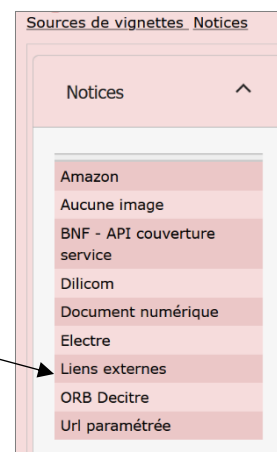 Sources de vignettes Notices
Notices
Amazon
Aucune image
BNF - API couverture
service
Dilicom
Document numérique
Electre
Liens externes
ORB Decitre
Url paramétrée